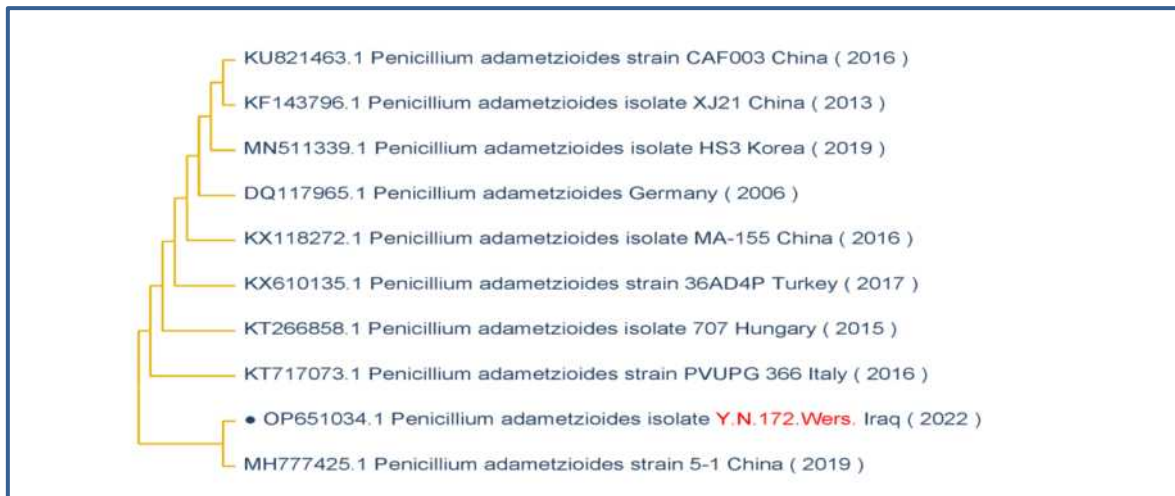 KU821463.1 Penicillium adametzioides strain CAF003 China ( 2016 )
KF143796.1 Penicillium adametzioides isolate XJ21 China ( 2013 )
MN511339.1 Penicillium adametzioides isolate HS3 Korea ( 2019 )
DQ117965.1 Penicillium adametzioides Germany ( 2006 )
KX118272.1 Penicillium adametzioides isolate MA-155 China ( 2016 )
KX610135.1 Penicillium adametzioides strain 36AD4P Turkey ( 2017 )
KT266858.1 Penicillium adametzioides isolate 707 Hungary ( 2015 )
KT717073.1 Penicillium adametzioides strain PVUPG 366 Italy ( 2016 )
● OP651034.1 Penicillium adametzioides isolate Y.N.172.Wers. Iraq ( 2022 )
MH777425.1 Penicillium adametzioides strain 5-1 China ( 2019 )